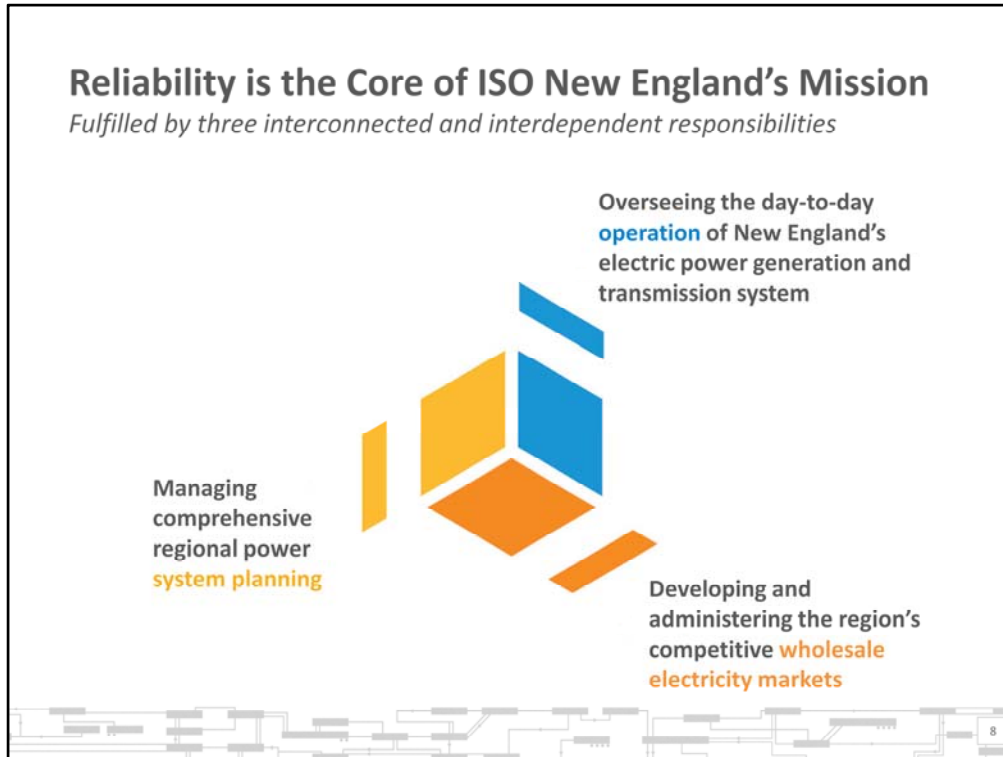 Reliability is the Core of ISO New England's Mission
Fulfilled by three interconnected and interdependent responsibilities
Overseeing the day-to-day
operation of New England's
electric power generation and
transmission system
Managing
comprehensive
regional power
system planning
Developing and
administering the region's
competitive wholesale
electricity markets
8